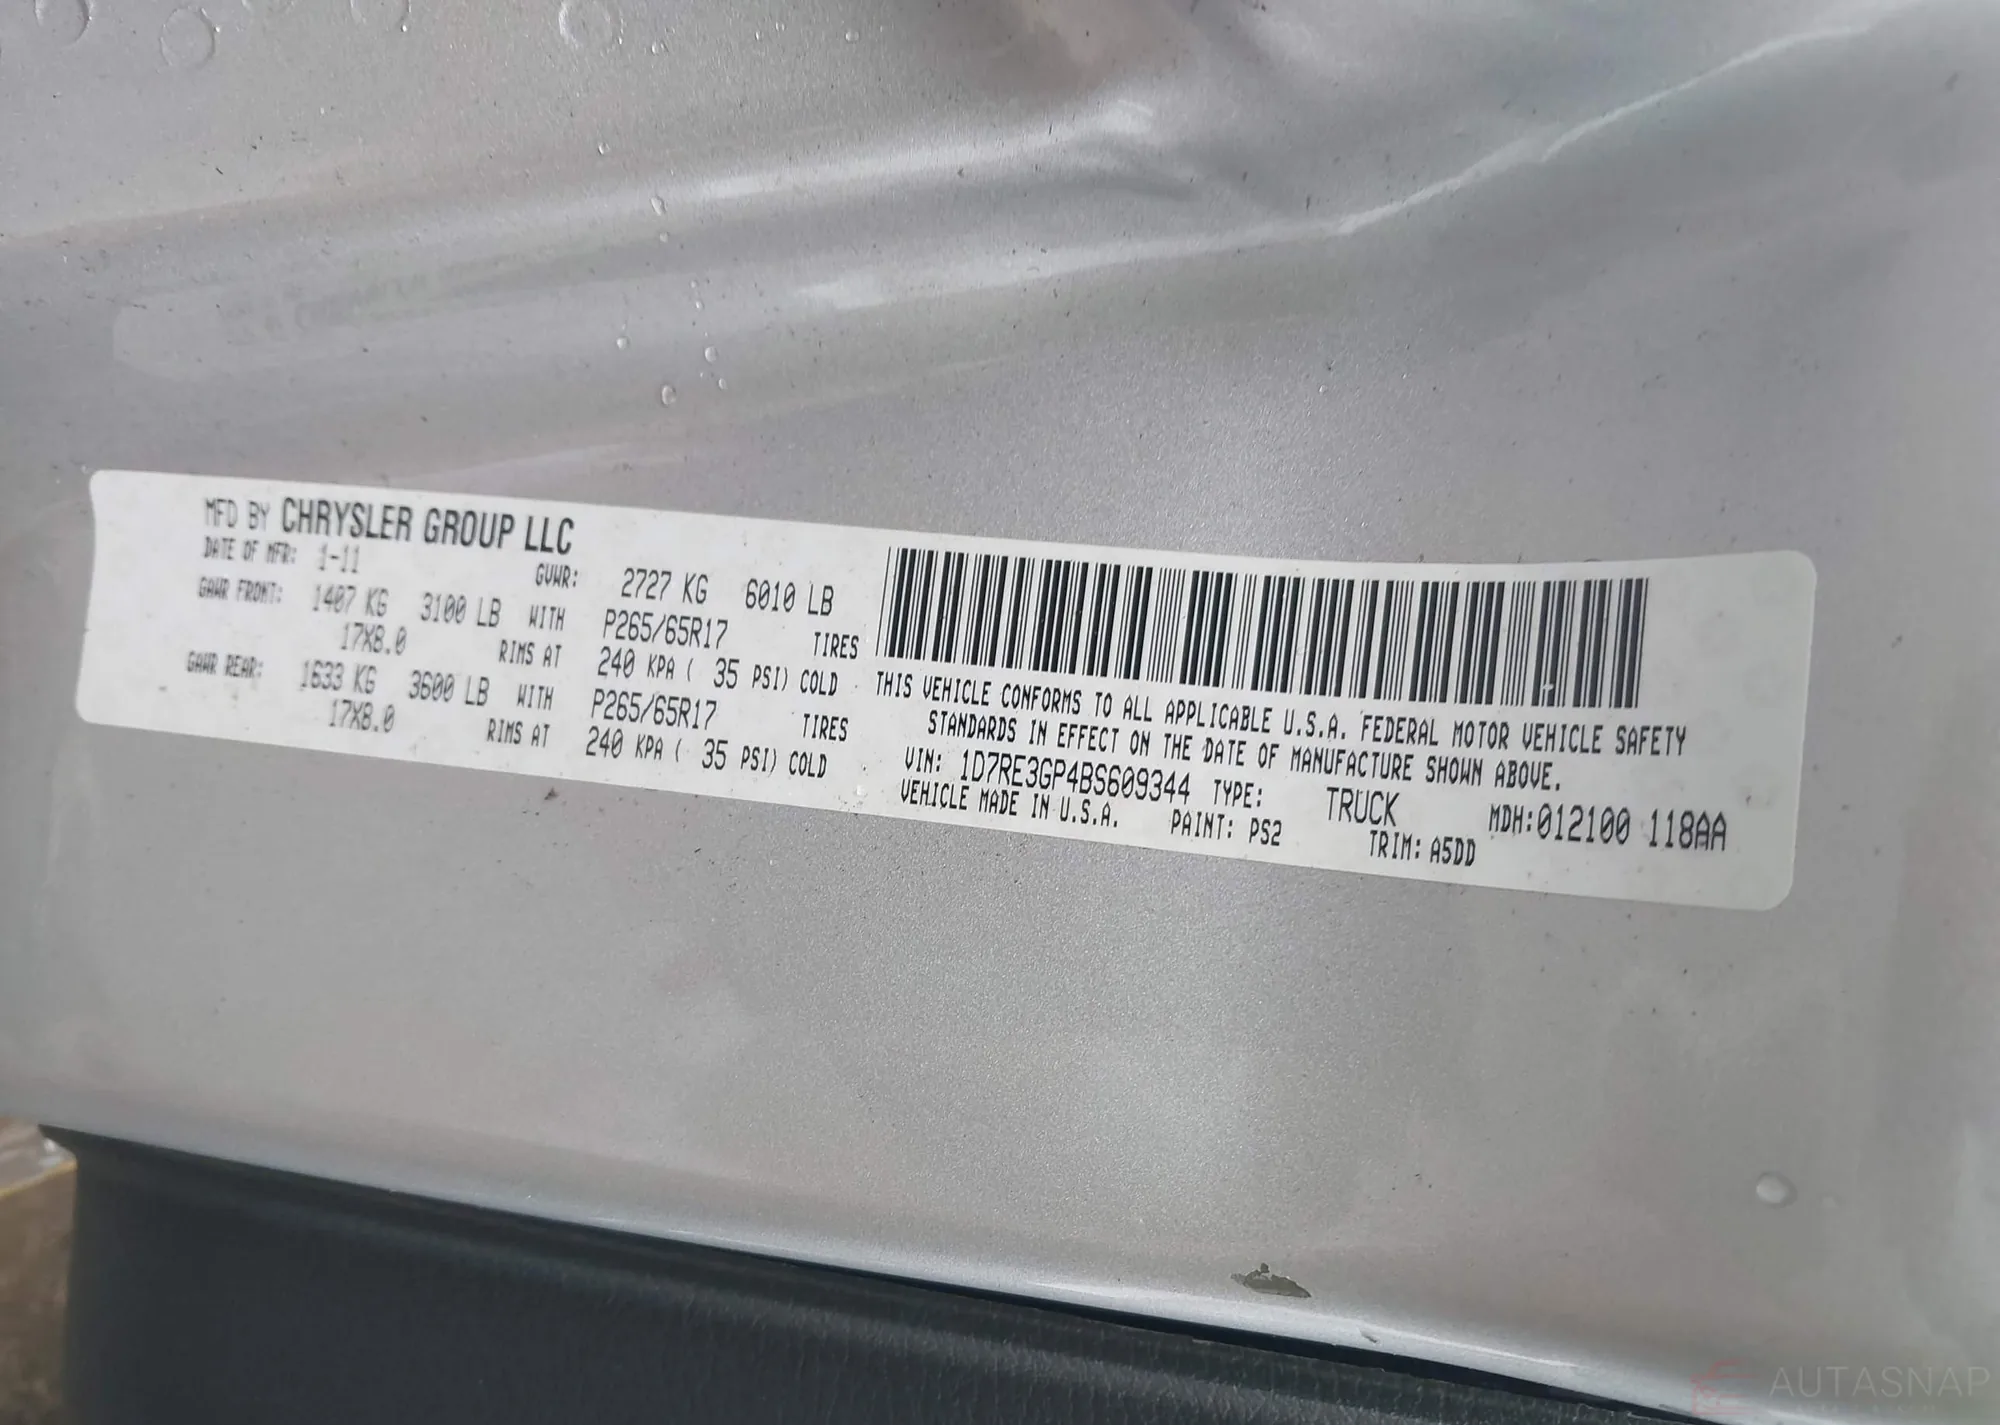 MFD BY CHRYSLER GROUP LLC
DATE OF MFR: 1-11 GVWR: 2727 KG 6010 LB
GAWR FRONT: 1407 KG 3100 LB WITH P265/65R17 TIRES
17X8.0 RIMS AT 240 KPA ( 35 PSI) COLD
GAWR REAR: 1633 KG 3600 LB WITH P265/65R17 TIRES
17X8.0 RIMS AT 240 KPA ( 35 PSI) COLD
THIS VEHICLE CONFORMS TO ALL APPLICABLE U.S.A. FEDERAL MOTOR VEHICLE SAFETY
STANDARDS IN EFFECT ON THE DATE OF MANUFACTURE SHOWN ABOVE.
VIN: 1D7RE3GP4BS609344 TYPE: TRUCK MDH:012100 118AA
VEHICLE MADE IN U.S.A. PAINT: PS2 TRIM: A5DD
AUTASNAP